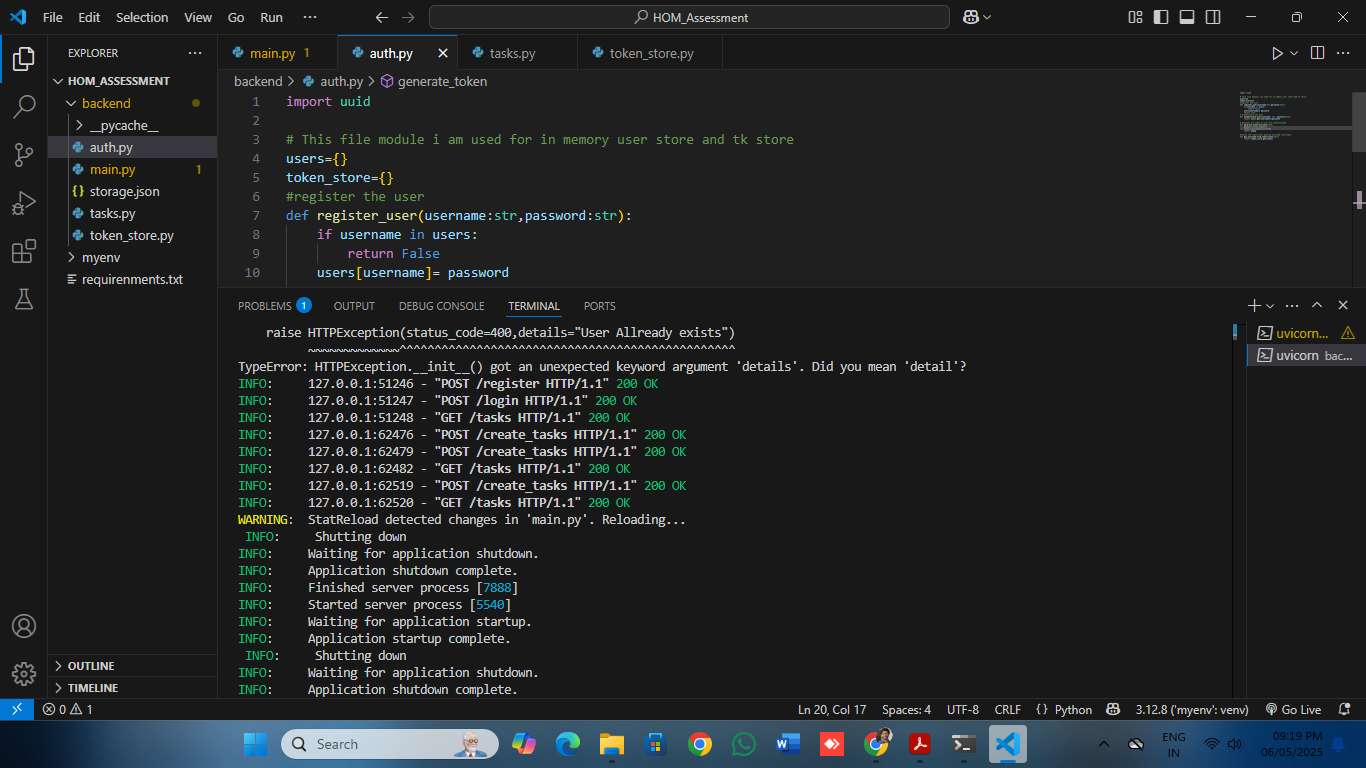 File Edit Selection View Go Run ··· HOM_Assessment
EXPLORER ···
HOM_ASSESSMENT
backend
__pycache__
auth.py
main.py 1
storage.json
tasks.py
token_store.py
myenv
requirenments.txt
OUTLINE
TIMELINE
main.py 1 auth.py tasks.py token_store.py
backend > auth.py > generate_token
1 import uuid
2
3 # This file module i am used for in memory user store and tk store
4 users={}
5 token_store={}
6 #register the user
7 def register_user(username:str,password:str):
8 if username in users:
9 return False
10 users[username]= password
PROBLEMS 1 OUTPUT DEBUG CONSOLE TERMINAL PORTS
raise HTTPException(status_code=400,details="User Allready exists")
~~~~~~~~~~~~~^^^^^^^^^^^^^^^^^^^^^^^^^^^^^^^^^^^^^^^^^^^^^^^^
TypeError: HTTPException.__init__() got an unexpected keyword argument 'details'. Did you mean 'detail'?
INFO: 127.0.0.1:51246 - "POST /register HTTP/1.1" 200 OK
INFO: 127.0.0.1:51247 - "POST /login HTTP/1.1" 200 OK
INFO: 127.0.0.1:51248 - "GET /tasks HTTP/1.1" 200 OK
INFO: 127.0.0.1:62476 - "POST /create_tasks HTTP/1.1" 200 OK
INFO: 127.0.0.1:62479 - "POST /create_tasks HTTP/1.1" 200 OK
INFO: 127.0.0.1:62482 - "GET /tasks HTTP/1.1" 200 OK
INFO: 127.0.0.1:62519 - "POST /create_tasks HTTP/1.1" 200 OK
INFO: 127.0.0.1:62520 - "GET /tasks HTTP/1.1" 200 OK
WARNING: StatReload detected changes in 'main.py'. Reloading...
INFO: Shutting down
INFO: Waiting for application shutdown.
INFO: Application shutdown complete.
INFO: Finished server process [7888]
INFO: Started server process [5540]
INFO: Waiting for application startup.
INFO: Application startup complete.
INFO: Shutting down
INFO: Waiting for application shutdown.
INFO: Application shutdown complete.
uvicorn...
uvicorn bac...
0 1 Ln 20, Col 17 Spaces: 4 UTF-8 CRLF {} Python 3.12.8 ('myenv': venv) Go Live
Search ENG IN 09:19 PM 06/05/2025